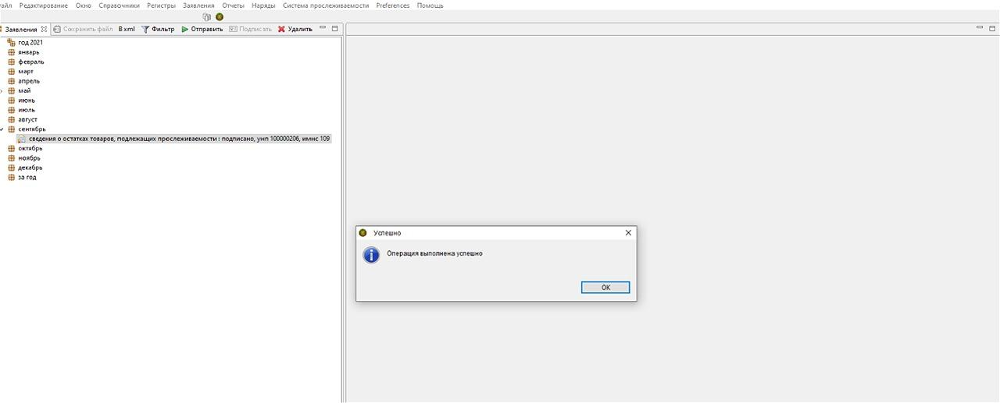 айл Редактирование Окно Справочники Регистры Заявления Отчеты Наряды Система прослеживаемости Preferences Помощь
Заявления Сохранить файл В xml Фильтр Отправить Подписать Удалить
год 2021
январь
февраль
март
апрель
май
июнь
июль
август
сентябрь
сведения о остатках товаров, подлежащих прослеживаемости : подписано, унп 100000206, имнс 109
октябрь
ноябрь
декабрь
за год
Успешно
Операция выполнена успешно
OK